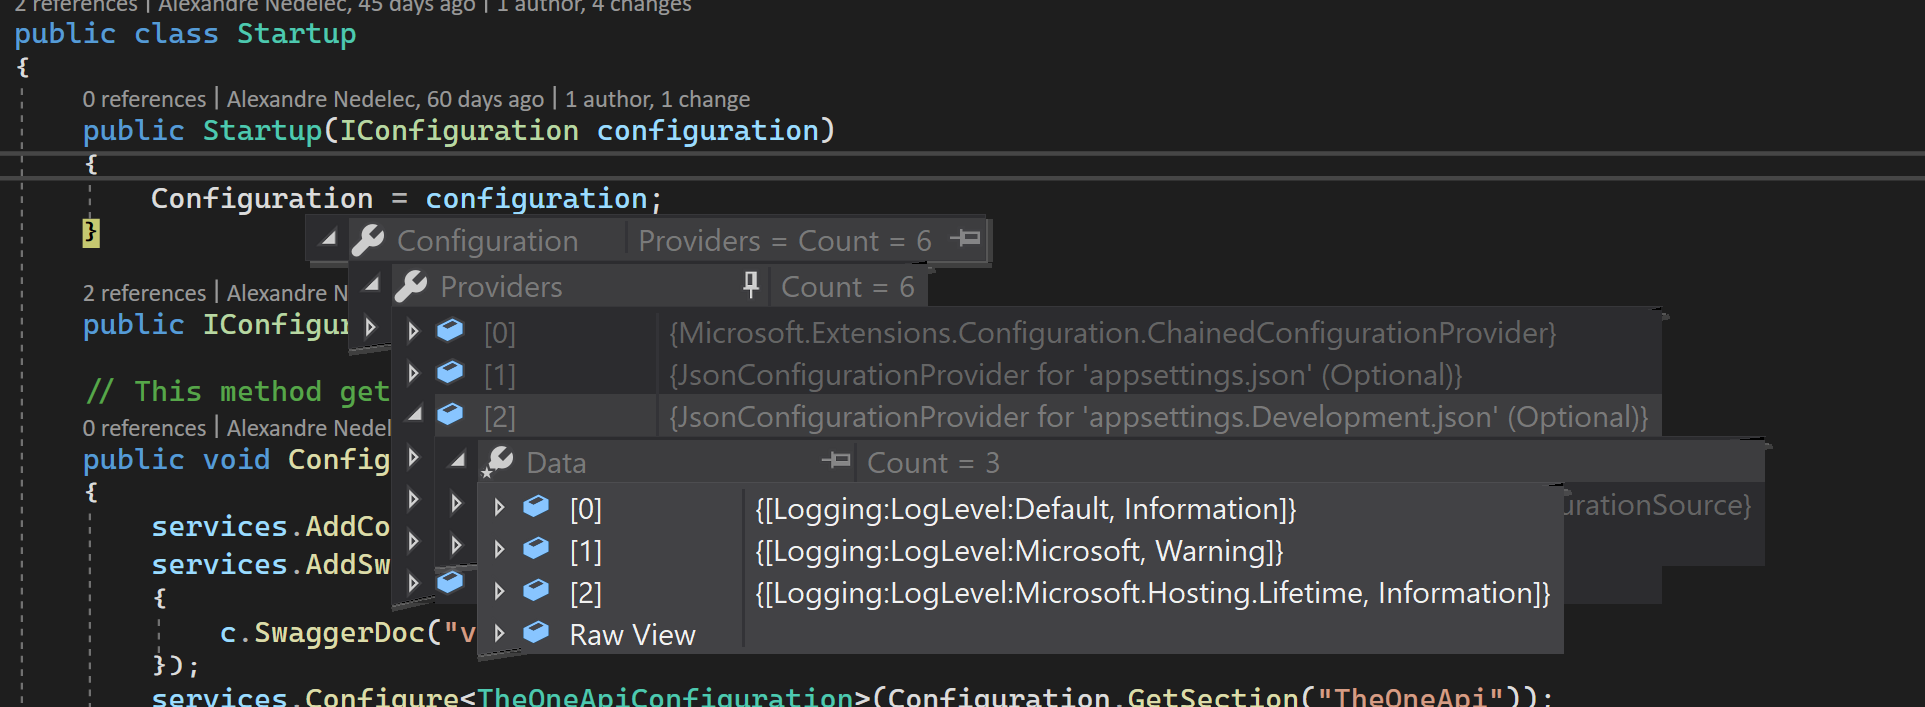 2 references | Alexandre Nedelec, 45 days ago | 1 author, 4 changes
public class Startup
{
0 references | Alexandre Nedelec, 60 days ago | 1 author, 1 change
public Startup(IConfiguration configuration)
{
Configuration = configuration;
}
Configuration Providers = Count = 6
Providers Count = 6
2 references | Alexandre N
public IConfigur
[0] {Microsoft.Extensions.Configuration.ChainedConfigurationProvider}
[1] {JsonConfigurationProvider for 'appsettings.json' (Optional)}
// This method get
[2] {JsonConfigurationProvider for 'appsettings.Development.json' (Optional)}
0 references | Alexandre Nedel
public void Config
Data Count = 3
{
[0] {[Logging:LogLevel:Default, Information]}
urationSource}
services.AddCo
[1] {[Logging:LogLevel:Microsoft, Warning]}
services.AddSw
[2] {[Logging:LogLevel:Microsoft.Hosting.Lifetime, Information]}
{
c.SwaggerDoc("v
Raw View
});
services.Configure<TheOneApiConfiguration>(Configuration.GetSection("TheOneApi"));